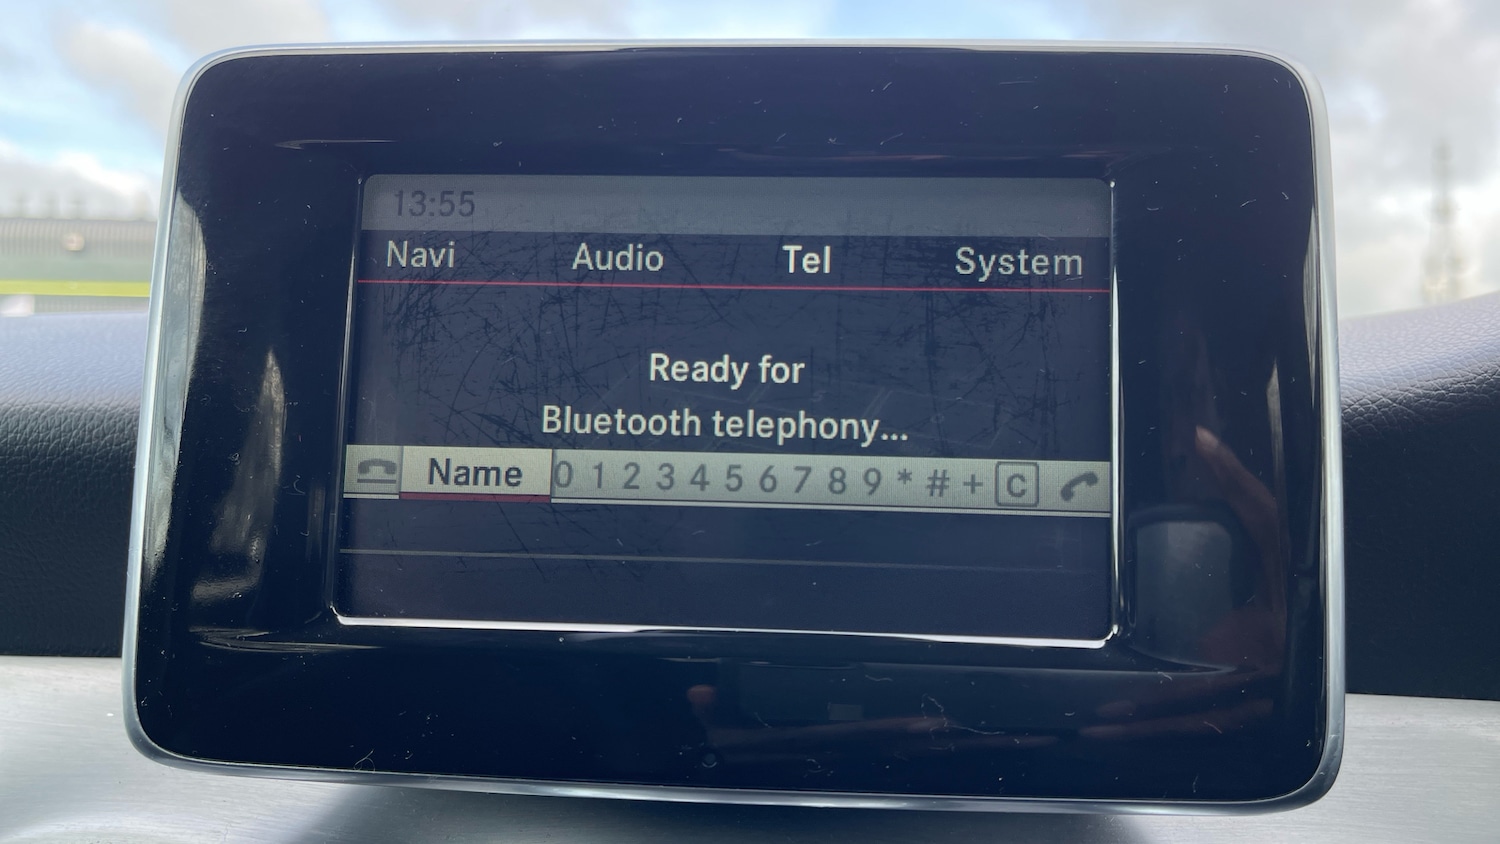 13:55
Navi Audio Tel System
Ready for
Bluetooth telephony...
Name 0 1 2 3 4 5 6 7 8 9 * # + C